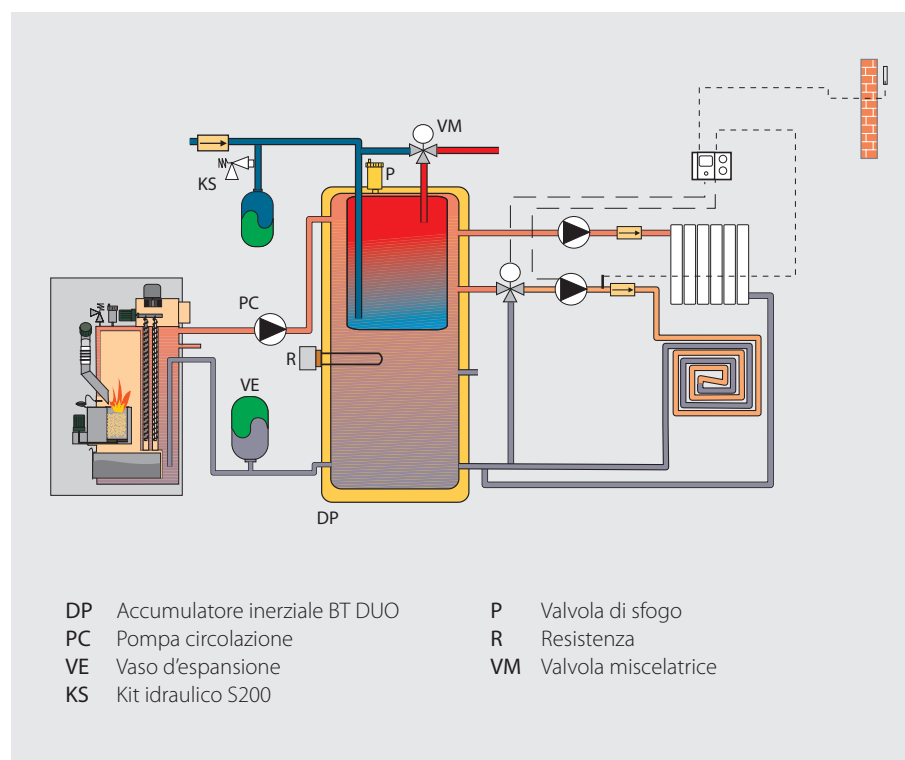 VM
P
KS
PC
R
VE
DP
DP Accumulatore inerziale BT DUO
PC Pompa circolazione
VE Vaso d'espansione
KS Kit idraulico S200
P Valvola di sfogo
R Resistenza
VM Valvola miscelatrice